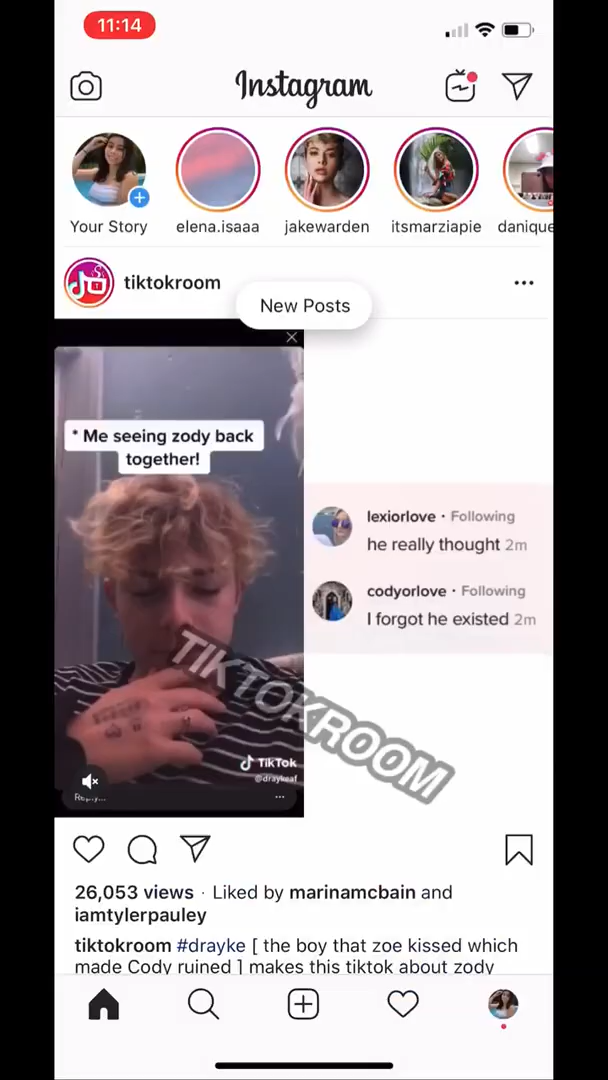 11:14
Instagram
Your Story
elena.isaaa
jakewarden
itsmarziapie
danique
tiktokroom
New Posts
* Me seeing zody back
together!
lexiorlove · Following
he really thought 2m
codyorlove · Following
I forgot he existed 2m
TIKTOKROOM
TikTok
@draykeaf
26,053 views · Liked by marinamcbain and
iamtylerpauley
tiktokroom #drayke [ the boy that zoe kissed which
made Cody ruined ] makes this tiktok about zody